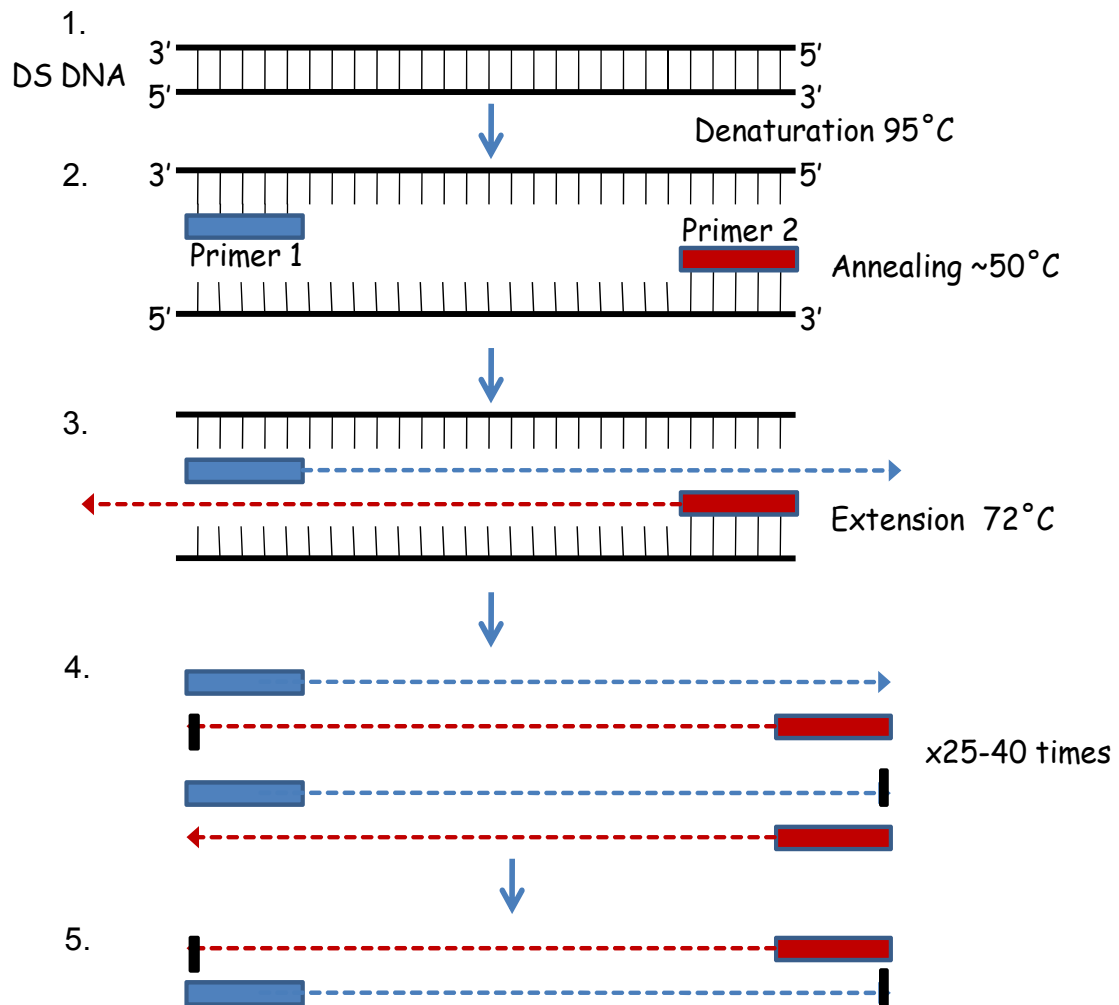 1.
3’ 5’
DS DNA
5’ 3’
Denaturation 95˚C
2. 3’ 5’
Primer 1 Primer 2
Annealing ~50˚C
5’ 3’
3.
Extension 72˚C
4.
x25-40 times
5.